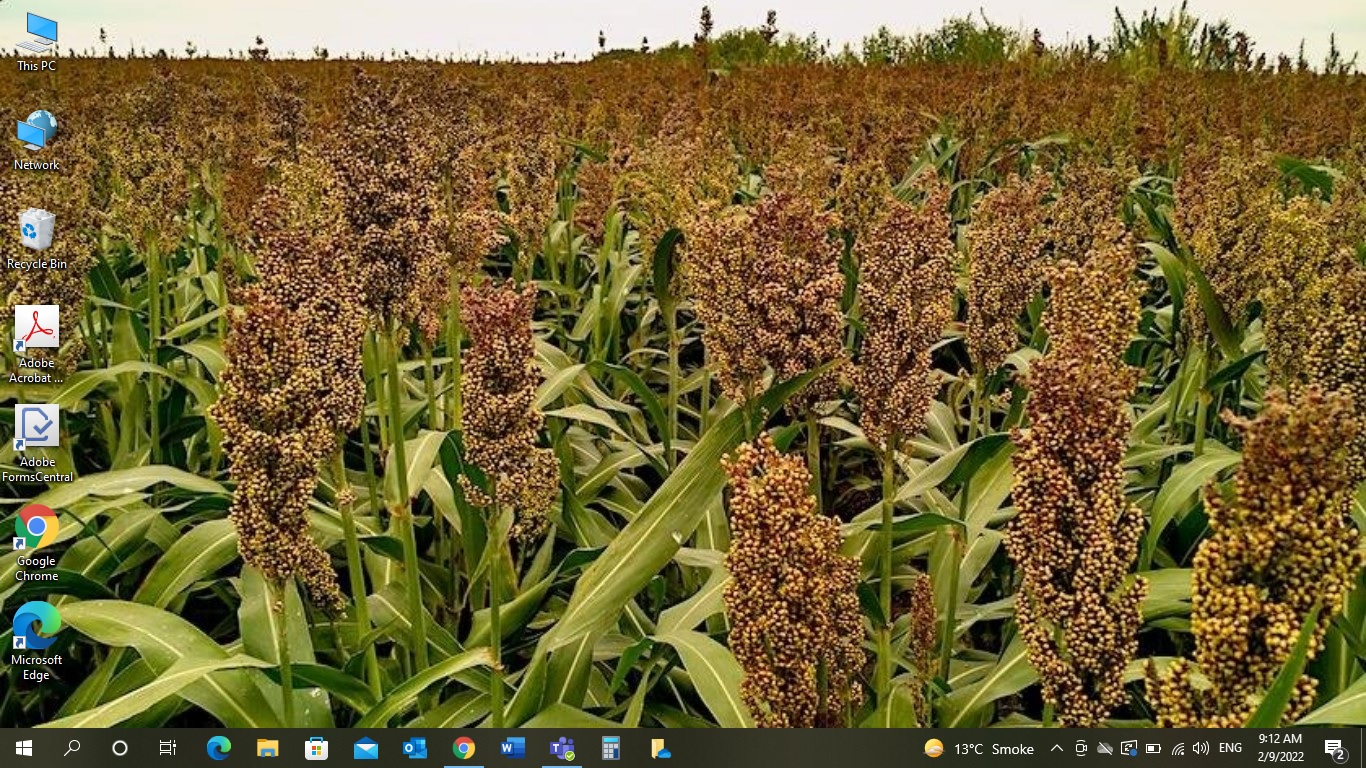 This PC
Network
Recycle Bin
Adobe
Acrobat ...
Adobe
FormsCentral
Google
Chrome
Microsoft
Edge
13°C Smoke
ENG
9:12 AM
2/9/2022
2